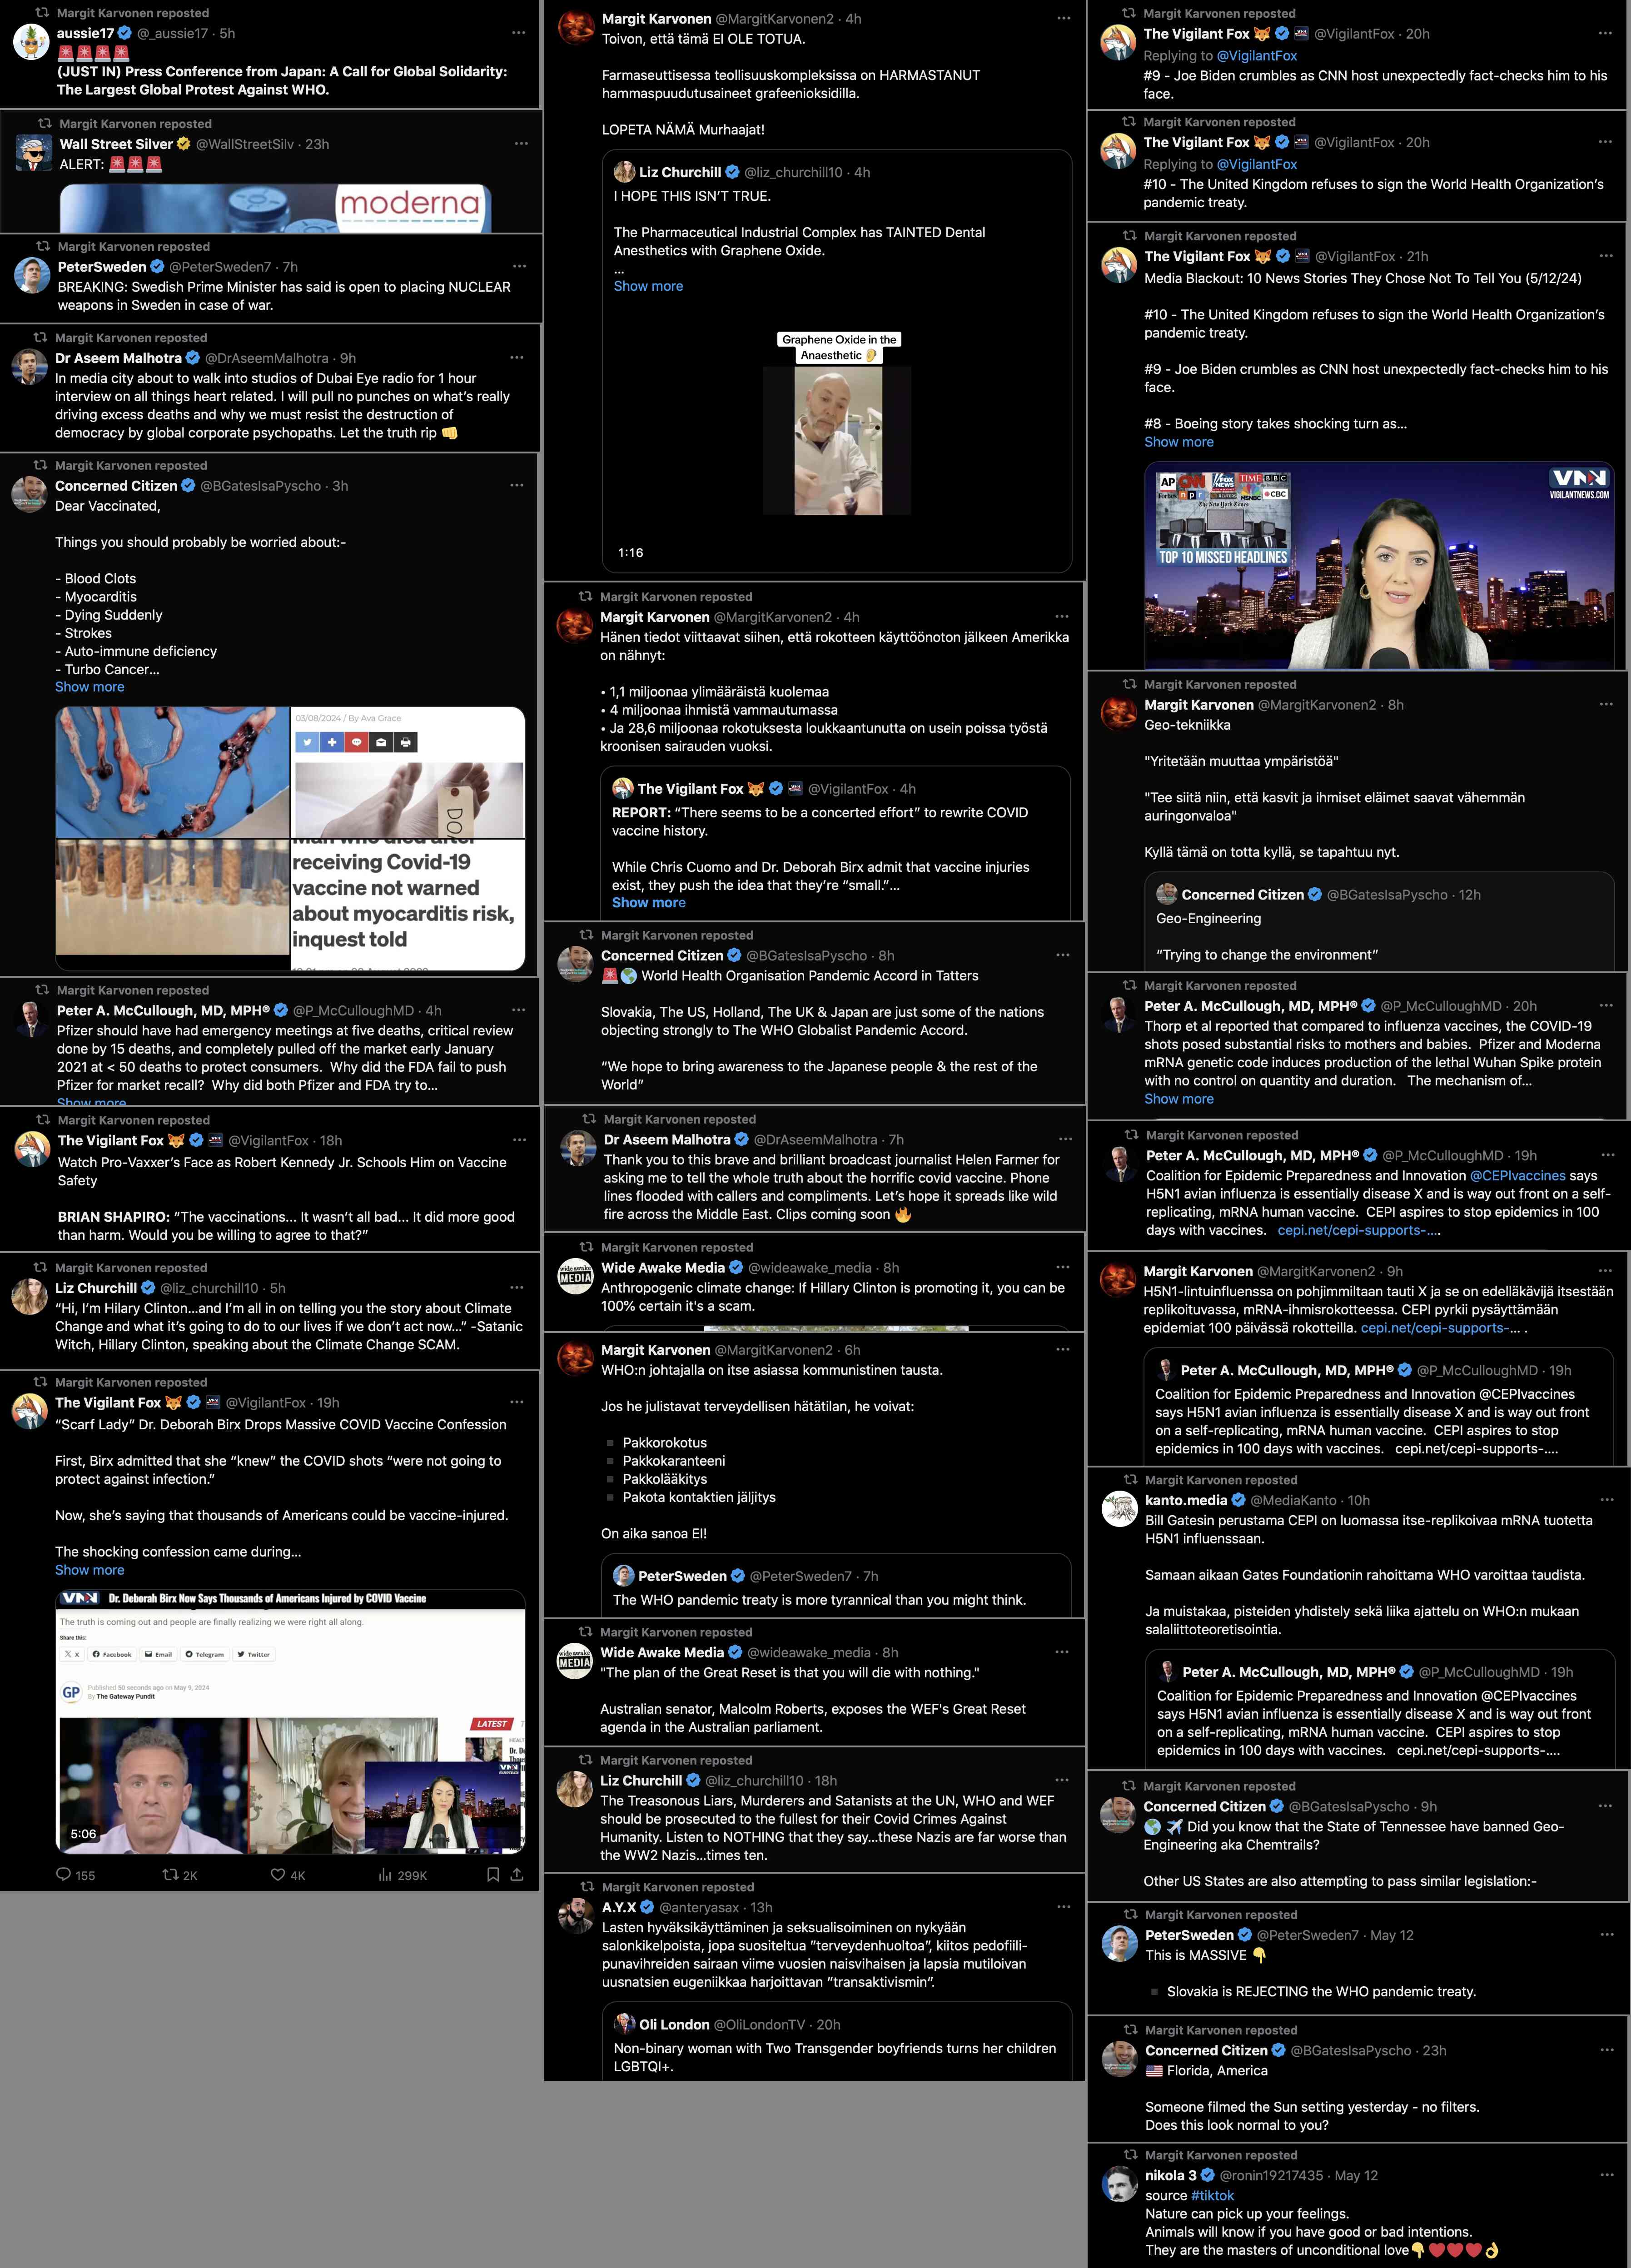 Margit Karvonen reposted
aussie17 @_aussie17 · 5h
🚨🚨🚨🚨
(JUST IN) Press Conference from Japan: A Call for Global Solidarity:
The Largest Global Protest Against WHO.
Margit Karvonen reposted
Wall Street Silver @WallStreetSilv · 23h
ALERT: 🚨🚨🚨
moderna
Margit Karvonen reposted
PeterSweden @PeterSweden7 · 7h
BREAKING: Swedish Prime Minister has said is open to placing NUCLEAR
weapons in Sweden in case of war.
Margit Karvonen reposted
Dr Aseem Malhotra @DrAseemMalhotra · 9h
In media city about to walk into studios of Dubai Eye radio for 1 hour
interview on all things heart related. I will pull no punches on what's really
driving excess deaths and why we must resist the destruction of
democracy by global corporate psychopaths. Let the truth rip 👊
Margit Karvonen reposted
Concerned Citizen @BGatesIsaPyscho · 3h
Dear Vaccinated,
Things you should probably be worried about:-
- Blood Clots
- Myocarditis
- Dying Suddenly
- Strokes
- Auto-immune deficiency
- Turbo Cancer...
Show more
03/08/2024 / By Ava Grace
DO
Man who died after
receiving Covid-19
vaccine not warned
about myocarditis risk,
inquest told
Margit Karvonen reposted
Peter A. McCullough, MD, MPH® @P_McCulloughMD · 4h
Pfizer should have had emergency meetings at five deaths, critical review
done by 15 deaths, and completely pulled off the market early January
2021 at < 50 deaths to protect consumers. Why did the FDA fail to push
Pfizer for market recall? Why did both Pfizer and FDA try to...
Show more
Margit Karvonen reposted
The Vigilant Fox 🦊 @VigilantFox · 18h
Watch Pro-Vaxxer's Face as Robert Kennedy Jr. Schools Him on Vaccine
Safety
BRIAN SHAPIRO: “The vaccinations... It wasn't all bad... It did more good
than harm. Would you be willing to agree to that?”
Margit Karvonen reposted
Liz Churchill @liz_churchill10 · 5h
“Hi, I'm Hilary Clinton...and I'm all in on telling you the story about Climate
Change and what it's going to do to our lives if we don't act now...” -Satanic
Witch, Hillary Clinton, speaking about the Climate Change SCAM.
Margit Karvonen reposted
The Vigilant Fox 🦊 @VigilantFox · 19h
“Scarf Lady” Dr. Deborah Birx Drops Massive COVID Vaccine Confession
First, Birx admitted that she “knew” the COVID shots “were not going to
protect against infection.”
Now, she's saying that thousands of Americans could be vaccine-injured.
The shocking confession came during...
Show more
VNN Dr. Deborah Birx Now Says Thousands of Americans Injured by COVID Vaccine
The truth is coming out and people are finally realizing we were right all along.
Share this:
X Facebook Email Telegram Twitter
GP
Published 50 seconds ago on May 9, 2024
By The Gateway Pundit
LATEST
5:06
155 2K 4K 299K
Margit Karvonen @MargitKarvonen2 · 4h
Toivon, että tämä EI OLE TOTUA.
Farmaseuttisessa teollisuuskompleksissa on HARMASTANUT
hammaspuudutusaineet grafeenioksidilla.
LOPETA NÄMÄ Murhaajat!
Liz Churchill @liz_churchill10 · 4h
I HOPE THIS ISN'T TRUE.
The Pharmaceutical Industrial Complex has TAINTED Dental
Anesthetics with Graphene Oxide.
...
Show more
Graphene Oxide in the
Anaesthetic
1:16
Margit Karvonen reposted
Margit Karvonen @MargitKarvonen2 · 4h
Hänen tiedot viittaavat siihen, että rokotteen käyttöönoton jälkeen Amerikka
on nähnyt:
• 1,1 miljoonaa ylimääräistä kuolemaa
• 4 miljoonaa ihmistä vammautumassa
• Ja 28,6 miljoonaa rokotuksesta loukkaantunutta on usein poissa työstä
kroonisen sairauden vuoksi.
The Vigilant Fox 🦊 @VigilantFox · 4h
REPORT: “There seems to be a concerted effort” to rewrite COVID
vaccine history.
While Chris Cuomo and Dr. Deborah Birx admit that vaccine injuries
exist, they push the idea that they're “small.”...
Show more
Margit Karvonen reposted
Concerned Citizen @BGatesIsaPyscho · 8h
🚨🌎 World Health Organisation Pandemic Accord in Tatters
Slovakia, The US, Holland, The UK & Japan are just some of the nations
objecting strongly to The WHO Globalist Pandemic Accord.
“We hope to bring awareness to the Japanese people & the rest of the
World”
Margit Karvonen reposted
Dr Aseem Malhotra @DrAseemMalhotra · 7h
Thank you to this brave and brilliant broadcast journalist Helen Farmer for
asking me to tell the whole truth about the horrific covid vaccine. Phone
lines flooded with callers and compliments. Let's hope it spreads like wild
fire across the Middle East. Clips coming soon 🔥
Margit Karvonen reposted
wide awake
MEDIA
Wide Awake Media @wideawake_media · 8h
Anthropogenic climate change: If Hillary Clinton is promoting it, you can be
100% certain it's a scam.
Margit Karvonen @MargitKarvonen2 · 6h
WHO:n johtajalla on itse asiassa kommunistinen tausta.
Jos he julistavat terveydellisen hätätilan, he voivat:
▪ Pakkorokotus
▪ Pakkokaranteeni
▪ Pakkolääkitys
▪ Pakota kontaktien jäljitys
On aika sanoa EI!
PeterSweden @PeterSweden7 · 7h
The WHO pandemic treaty is more tyrannical than you might think.
Margit Karvonen reposted
wide awake
MEDIA
Wide Awake Media @wideawake_media · 8h
"The plan of the Great Reset is that you will die with nothing."
Australian senator, Malcolm Roberts, exposes the WEF's Great Reset
agenda in the Australian parliament.
Margit Karvonen reposted
Liz Churchill @liz_churchill10 · 18h
The Treasonous Liars, Murderers and Satanists at the UN, WHO and WEF
should be prosecuted to the fullest for their Covid Crimes Against
Humanity. Listen to NOTHING that they say...these Nazis are far worse than
the WW2 Nazis...times ten.
Margit Karvonen reposted
A.Y.X @anteryasax · 13h
Lasten hyväksikäyttäminen ja seksualisoiminen on nykyään
salonkikelpoista, jopa suositeltua ”terveydenhuoltoa”, kiitos pedofiili-
punavihreiden sairaan viime vuosien naisvihaisen ja lapsia mutiloivan
uusnatsien eugeniikkaa harjoittavan ”transaktivismin”.
Oli London @OliLondonTV · 20h
Non-binary woman with Two Transgender boyfriends turns her children
LGBTQI+.
Margit Karvonen reposted
The Vigilant Fox 🦊 @VigilantFox · 20h
Replying to @VigilantFox
#9 - Joe Biden crumbles as CNN host unexpectedly fact-checks him to his
face.
Margit Karvonen reposted
The Vigilant Fox 🦊 @VigilantFox · 20h
Replying to @VigilantFox
#10 - The United Kingdom refuses to sign the World Health Organization's
pandemic treaty.
Margit Karvonen reposted
The Vigilant Fox 🦊 @VigilantFox · 21h
Media Blackout: 10 News Stories They Chose Not To Tell You (5/12/24)
#10 - The United Kingdom refuses to sign the World Health Organization's
pandemic treaty.
#9 - Joe Biden crumbles as CNN host unexpectedly fact-checks him to his
face.
#8 - Boeing story takes shocking turn as...
Show more
AP CNN FOX NEWS TIME BBC
Forbes npr REUTERS MSNBC CBC
The New York Times
TOP 10 MISSED HEADLINES
VNN
VIGILANTNEWS.COM
Margit Karvonen reposted
Margit Karvonen @MargitKarvonen2 · 8h
Geo-tekniikka
"Yritetään muuttaa ympäristöä"
"Tee siitä niin, että kasvit ja ihmiset eläimet saavat vähemmän
auringonvaloa"
Kyllä tämä on totta kyllä, se tapahtuu nyt.
Concerned Citizen @BGatesIsaPyscho · 12h
Geo-Engineering
“Trying to change the environment”
Margit Karvonen reposted
Peter A. McCullough, MD, MPH® @P_McCulloughMD · 20h
Thorp et al reported that compared to influenza vaccines, the COVID-19
shots posed substantial risks to mothers and babies. Pfizer and Moderna
mRNA genetic code induces production of the lethal Wuhan Spike protein
with no control on quantity and duration. The mechanism of...
Show more
Margit Karvonen reposted
Peter A. McCullough, MD, MPH® @P_McCulloughMD · 19h
Coalition for Epidemic Preparedness and Innovation @CEPIvaccines says
H5N1 avian influenza is essentially disease X and is way out front on a self-
replicating, mRNA human vaccine. CEPI aspires to stop epidemics in 100
days with vaccines. cepi.net/cepi-supports-….
Margit Karvonen @MargitKarvonen2 · 9h
H5N1-lintuinfluenssa on pohjimmiltaan tauti X ja se on edelläkävijä itsestään
replikoituvassa, mRNA-ihmisrokotteessa. CEPI pyrkii pysäyttämään
epidemiat 100 päivässä rokotteilla. cepi.net/cepi-supports-… .
Peter A. McCullough, MD, MPH® @P_McCulloughMD · 19h
Coalition for Epidemic Preparedness and Innovation @CEPIvaccines
says H5N1 avian influenza is essentially disease X and is way out front
on a self-replicating, mRNA human vaccine. CEPI aspires to stop
epidemics in 100 days with vaccines. cepi.net/cepi-supports-….
Margit Karvonen reposted
kanto.media @MediaKanto · 10h
Bill Gatesin perustama CEPI on luomassa itse-replikoivaa mRNA tuotetta
H5N1 influenssaan.
Samaan aikaan Gates Foundationin rahoittama WHO varoittaa taudista.
Ja muistakaa, pisteiden yhdistely sekä liika ajattelu on WHO:n mukaan
salaliittoteoretisointia.
Peter A. McCullough, MD, MPH® @P_McCulloughMD · 19h
Coalition for Epidemic Preparedness and Innovation @CEPIvaccines
says H5N1 avian influenza is essentially disease X and is way out front
on a self-replicating, mRNA human vaccine. CEPI aspires to stop
epidemics in 100 days with vaccines. cepi.net/cepi-supports-….
Margit Karvonen reposted
Concerned Citizen @BGatesIsaPyscho · 9h
🌎 ✈️ Did you know that the State of Tennessee have banned Geo-
Engineering aka Chemtrails?
Other US States are also attempting to pass similar legislation:-
Margit Karvonen reposted
PeterSweden @PeterSweden7 · May 12
This is MASSIVE 👇
▪ Slovakia is REJECTING the WHO pandemic treaty.
Margit Karvonen reposted
Concerned Citizen @BGatesIsaPyscho · 23h
🇺🇸 Florida, America
Someone filmed the Sun setting yesterday - no filters.
Does this look normal to you?
Margit Karvonen reposted
nikola 3 @ronin19217435 · May 12
source #tiktok
Nature can pick up your feelings.
Animals will know if you have good or bad intentions.
They are the masters of unconditional love👇❤️❤️❤️👌